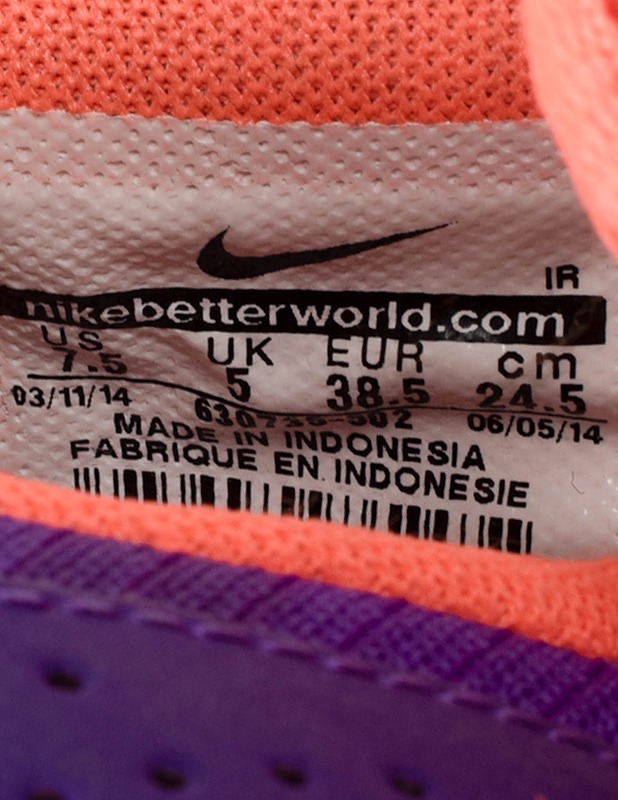 IR
nikebetterworld.com
US UK EUR cm
7.5 5 38.5 24.5
03/11/14 06/05/14
MADE IN INDONESIA
FABRIQUE EN INDONESIE